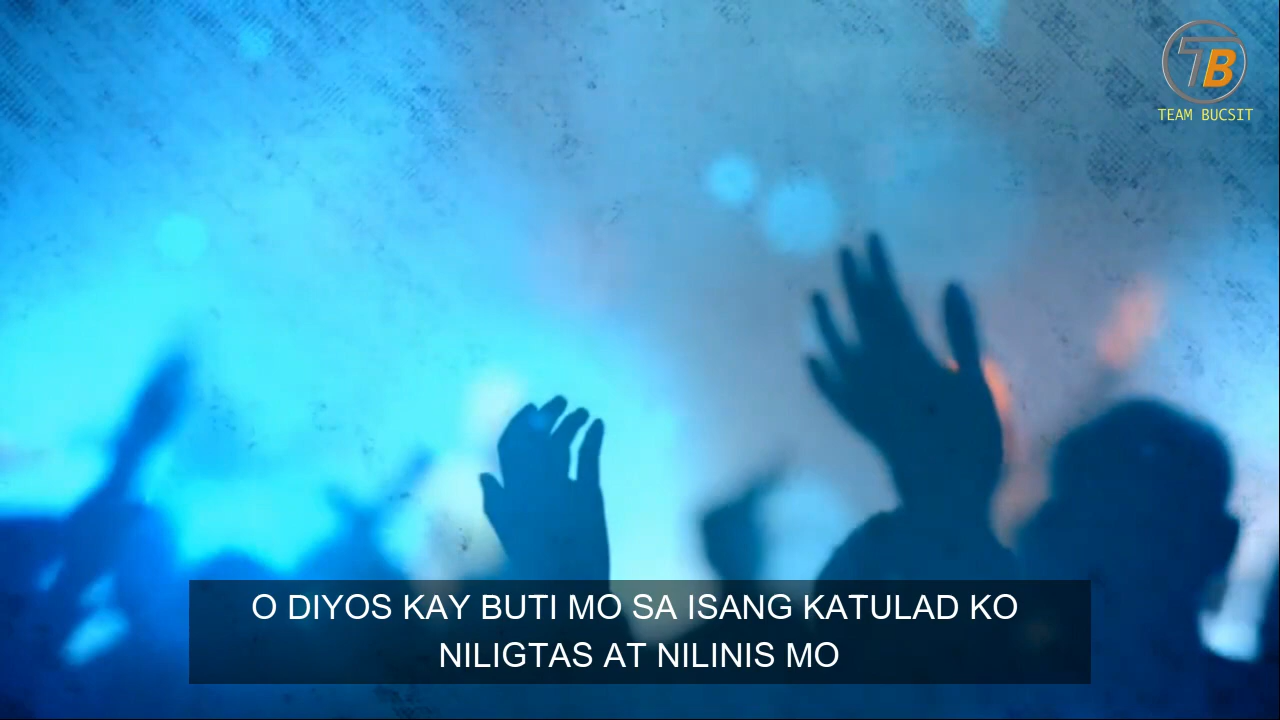 TB
TEAM BUCSIT
O DIYOS KAY BUTI MO SA ISANG KATULAD KO
NILIGTAS AT NILINIS MO